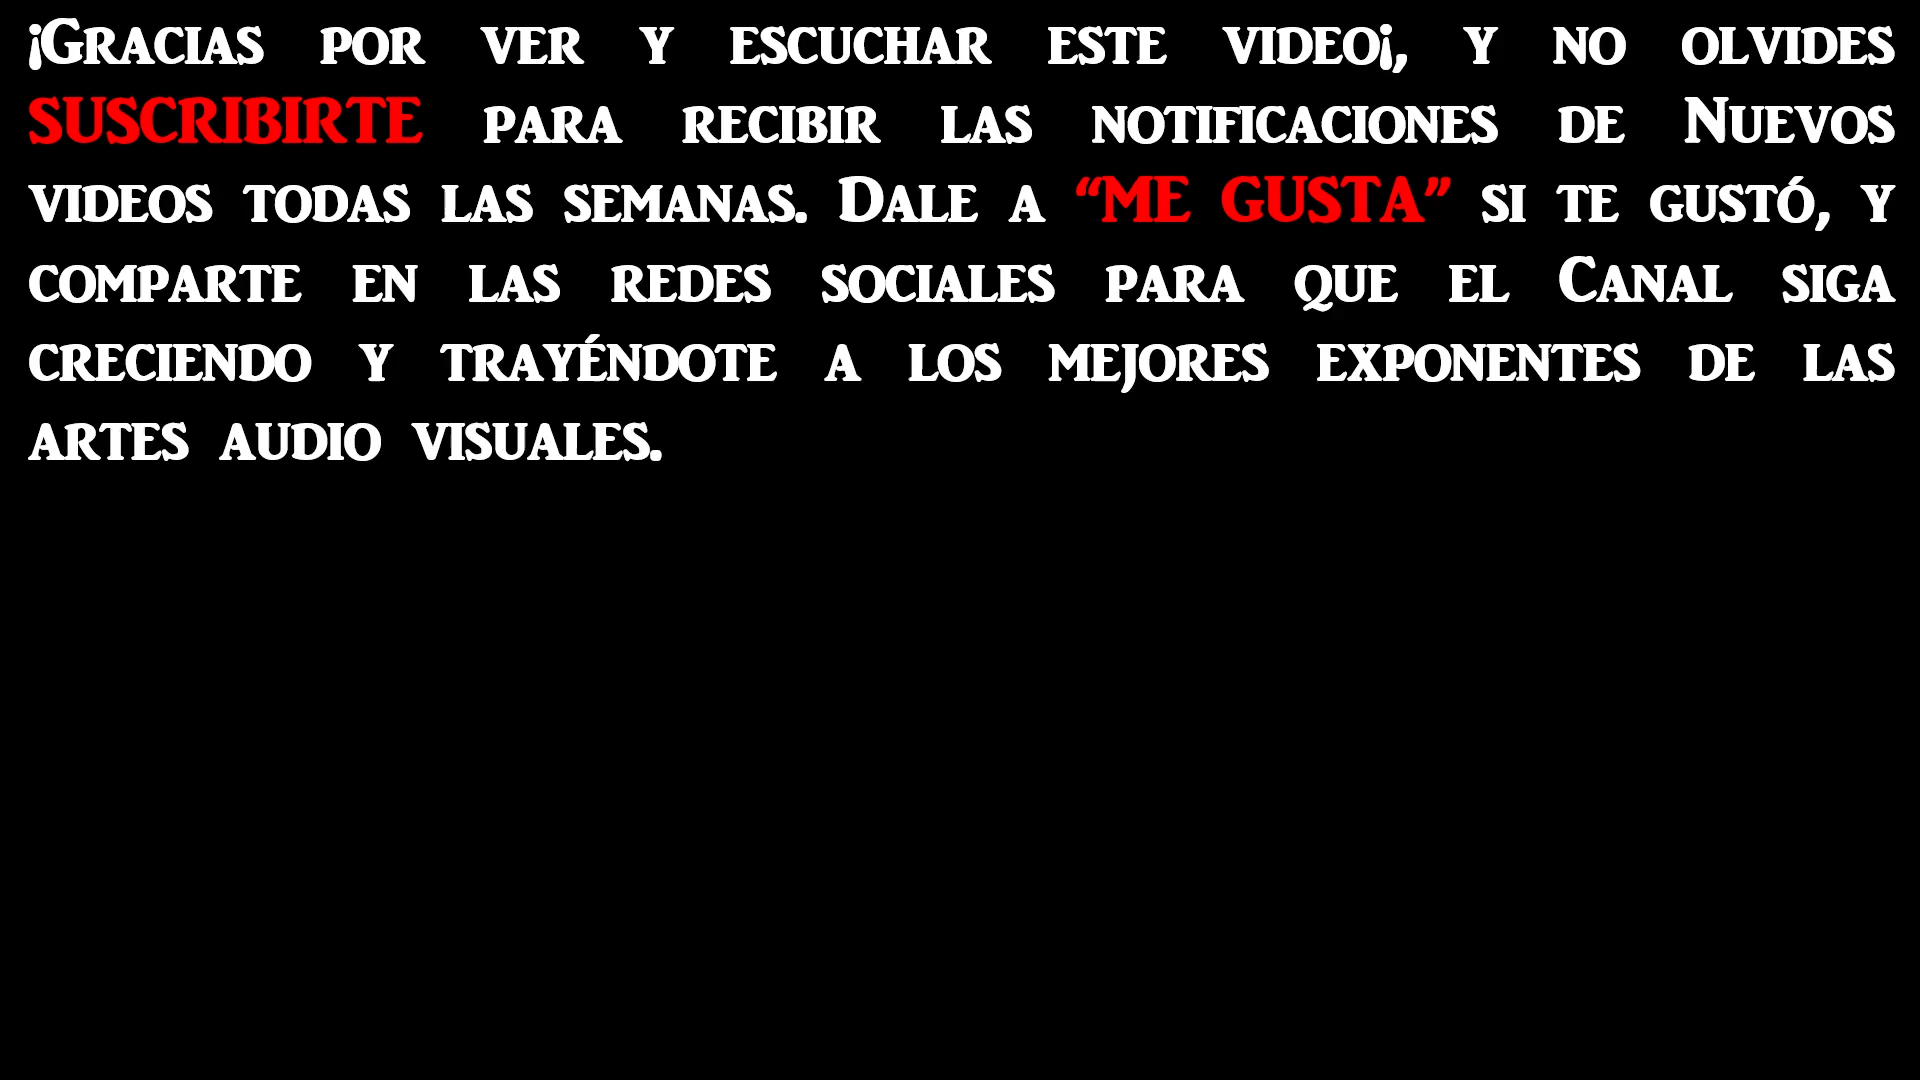 ¡Gracias por ver y escuchar este video¡, y no olvides
SUSCRIBIRTE para recibir las notificaciones de Nuevos
videos todas las semanas. Dale a “ME GUSTA” si te gustó, y
comparte en las redes sociales para que el Canal siga
creciendo y trayéndote a los mejores exponentes de las
artes audio visuales.